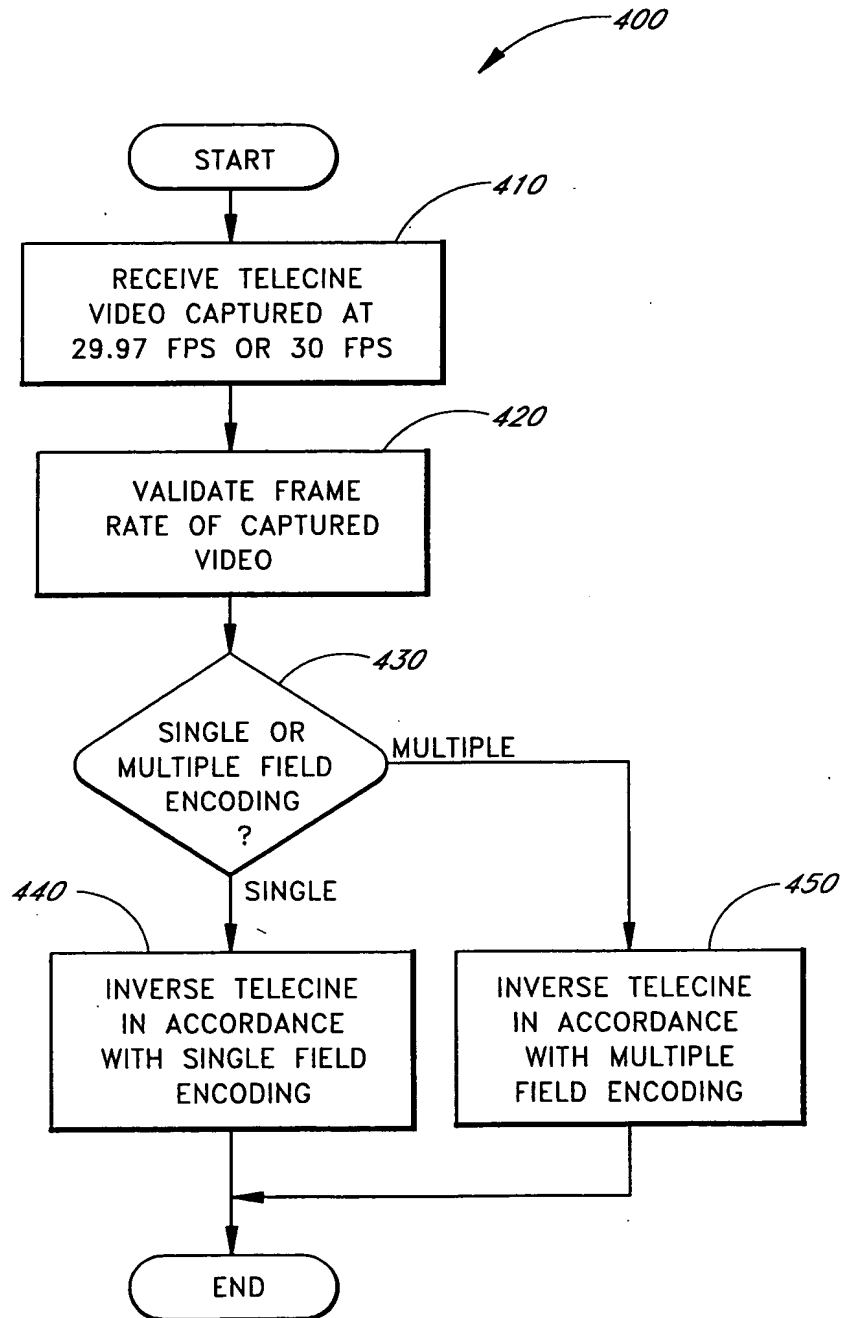 400
START
410
RECEIVE TELECINE
VIDEO CAPTURED AT
29.97 FPS OR 30 FPS
420
VALIDATE FRAME
RATE OF CAPTURED
VIDEO
430
SINGLE OR
MULTIPLE FIELD
ENCODING
?
MULTIPLE
SINGLE
440
INVERSE TELECINE
IN ACCORDANCE
WITH SINGLE FIELD
ENCODING
450
INVERSE TELECINE
IN ACCORDANCE
WITH MULTIPLE
FIELD ENCODING
END